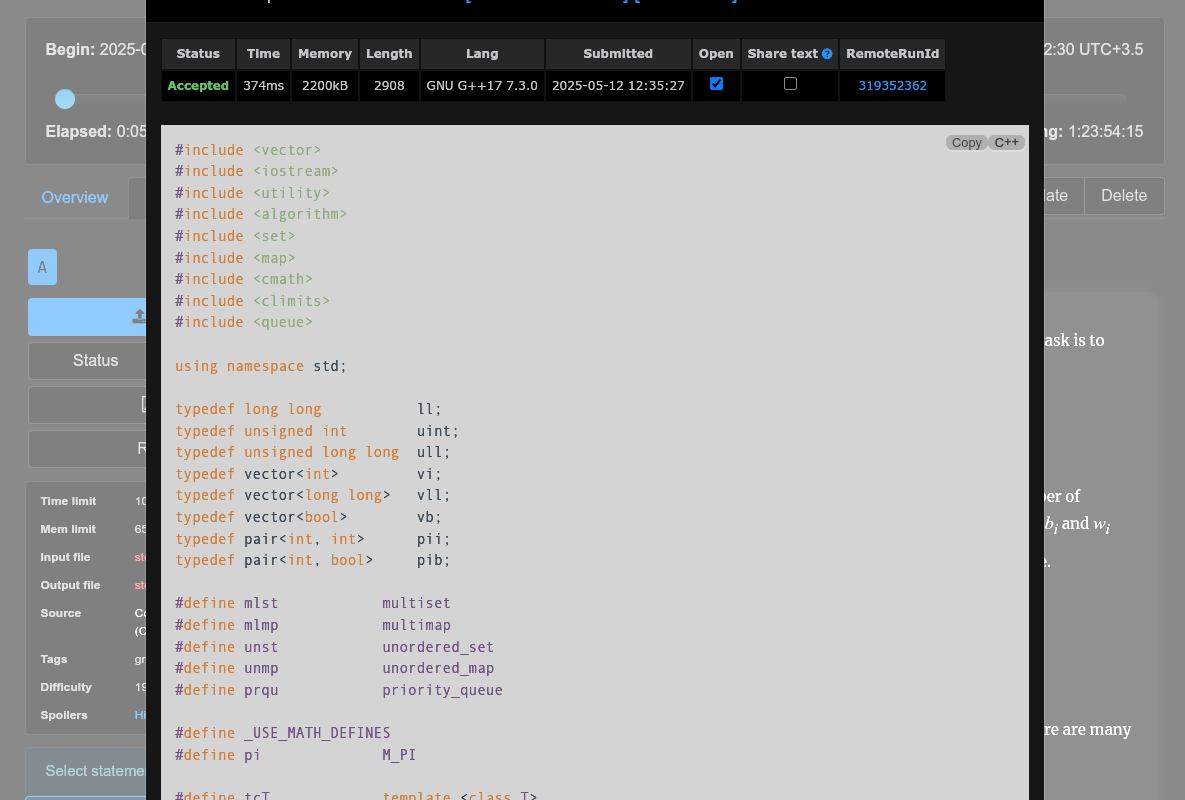 Begin: 2025-0
2:30 UTC+3.5
Elapsed: 0:05
ng: 1:23:54:15
Overview
late
Delete
A
Status
R
Time limit 10
Mem limit 65
Input file st
Output file st
Source Co
(C
Tags gr
Difficulty 19
Spoilers Hi
Select stateme
Status Time Memory Length Lang Submitted Open Share text ? RemoteRunId
Accepted 374ms 2200kB 2908 GNU G++17 7.3.0 2025-05-12 12:35:27 319352362
Copy C++
#include <vector>
#include <iostream>
#include <utility>
#include <algorithm>
#include <set>
#include <map>
#include <cmath>
#include <climits>
#include <queue>
using namespace std;
typedef long long ll;
typedef unsigned int uint;
typedef unsigned long long ull;
typedef vector<int> vi;
typedef vector<long long> vll;
typedef vector<bool> vb;
typedef pair<int, int> pii;
typedef pair<int, bool> pib;
#define mlst multiset
#define mlmp multimap
#define unst unordered_set
#define unmp unordered_map
#define prqu priority_queue
#define _USE_MATH_DEFINES
#define pi M_PI
#define tcT template <class T>
ask is to
ber of
b_i and w_i
e.
re are many